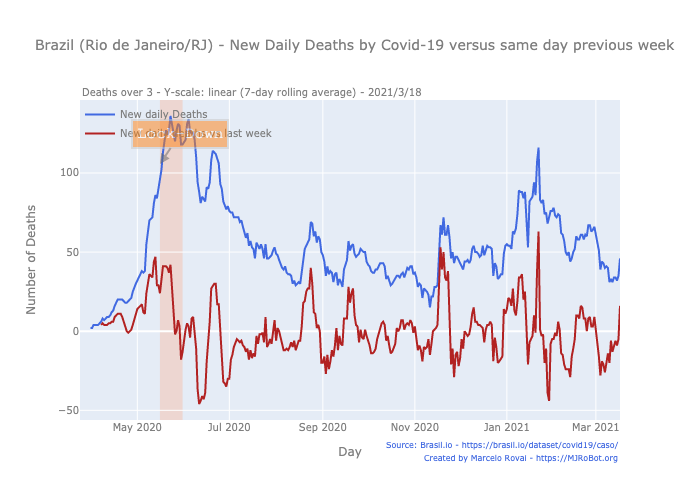 Brazil (Rio de Janeiro/RJ) - New Daily Deaths by Covid-19 versus same day previous week
Deaths over 3 - Y-scale: linear (7-day rolling average) - 2021/3/18
New daily Deaths
New last week
Number of Deaths
100
50
0
−50
May 2020
Jul 2020
Sep 2020
Nov 2020
Jan 2021
Mar 2021
Day
Source: Brasil.io - https://brasil.io/dataset/covid19/caso/
Created by Marcelo Rovai - https://MJRoBot.org